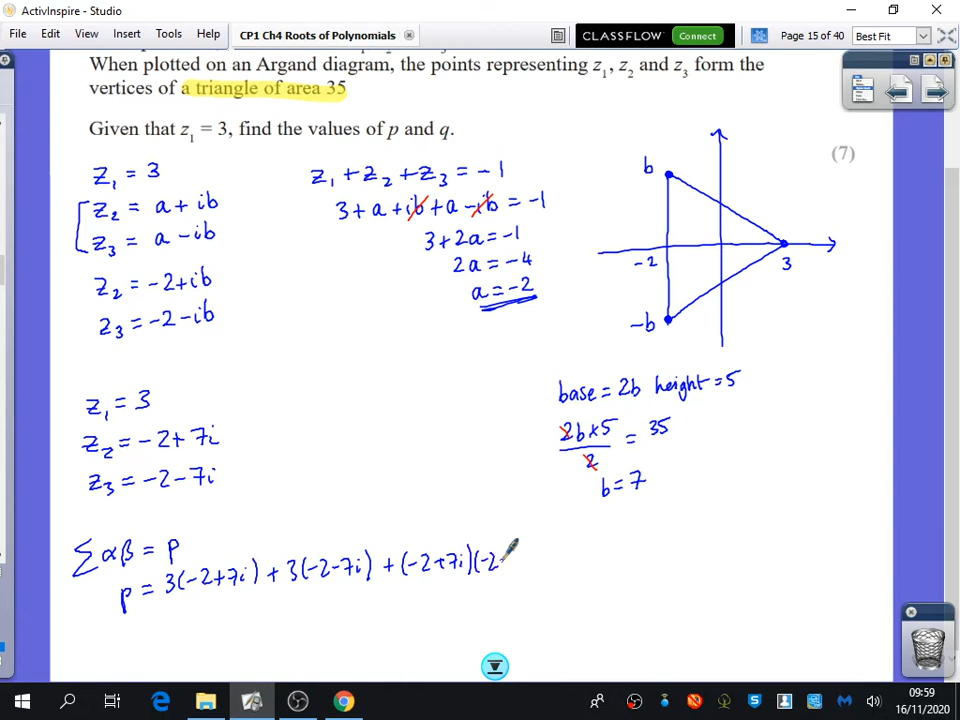 ActivInspire - Studio
File Edit View Insert Tools Help CP1 Ch4 Roots of Polynomials CLASSFLOW Connect Page 15 of 40 Best Fit
When plotted on an Argand diagram, the points representing z₁, z₂ and z₃ form the
vertices of a triangle of area 35
Given that z₁ = 3, find the values of p and q.
(7)
z₁ = 3
z₂ = a + ib
z₃ = a - ib
z₂ = -2+ib
z₃ = -2-ib
z₁ + z₂ + z₃ = -1
3 + a + ib + a - ib = -1
3 + 2a = -1
2a = -4
a = -2
b
-2
3
-b
base = 2b height = 5
2b×5
2
= 35
b = 7
z₁ = 3
z₂ = -2 + 7i
z₃ = -2 - 7i
∑αβ = p
p = 3(-2+7i) + 3(-2-7i) + (-2+7i)(-2-
09:59
16/11/2020